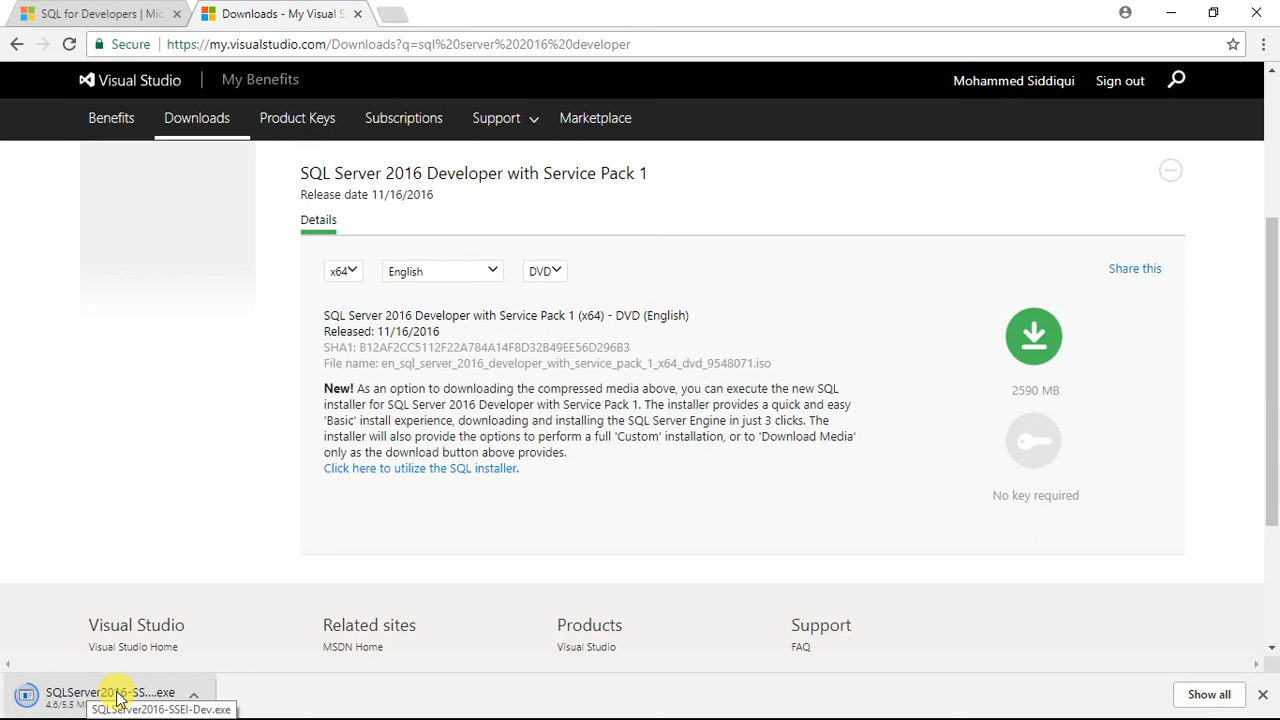 SQL for Developers | Mic
Downloads - My Visual S
Secure
https://my.visualstudio.com/Downloads?q=sql%20server%202016%20developer
Visual Studio | My Benefits
Mohammed Siddiqui Sign out
Benefits Downloads Product Keys Subscriptions Support Marketplace
SQL Server 2016 Developer with Service Pack 1
Release date 11/16/2016
Details
x64 English DVD
Share this
SQL Server 2016 Developer with Service Pack 1 (x64) - DVD (English)
Released: 11/16/2016
SHA1: B12AF2CC5112F22A784A14F8D32B49EE56D296B3
File name: en_sql_server_2016_developer_with_service_pack_1_x64_dvd_9548071.iso
New! As an option to downloading the compressed media above, you can execute the new SQL
installer for SQL Server 2016 Developer with Service Pack 1. The installer provides a quick and easy
'Basic' install experience, downloading and installing the SQL Server Engine in just 3 clicks. The
installer will also provide the options to perform a full 'Custom' installation, or to 'Download Media'
only as the download button above provides.
Click here to utilize the SQL installer.
2590 MB
No key required
Visual Studio Related sites Products Support
Visual Studio Home MSDN Home Visual Studio FAQ
SQLServer2016-SS....exe
4.6/5.5 M
SQLServer2016-SSEI-Dev.exe
Show all